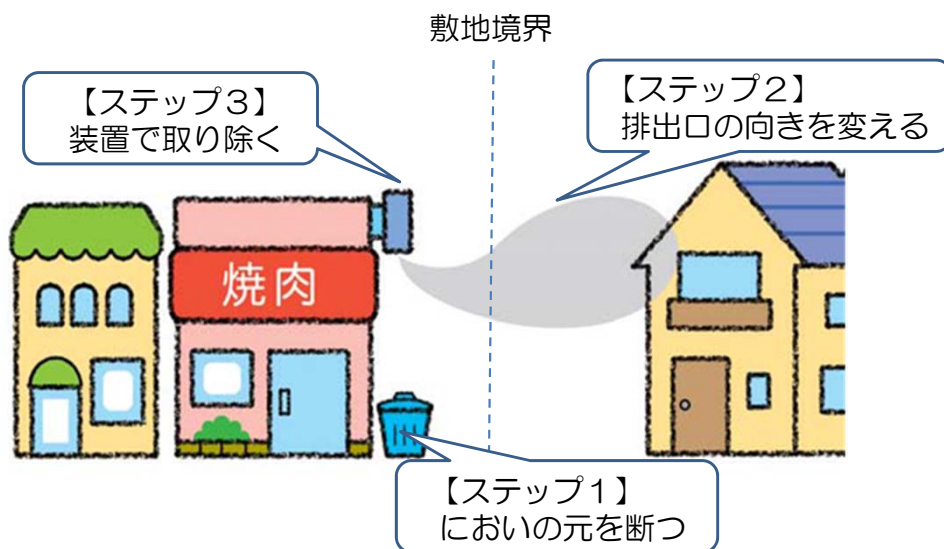 敷地境界
【ステップ３】
装置で取り除く
【ステップ２】
排出口の向きを変える
焼肉
【ステップ１】
においの元を断つ